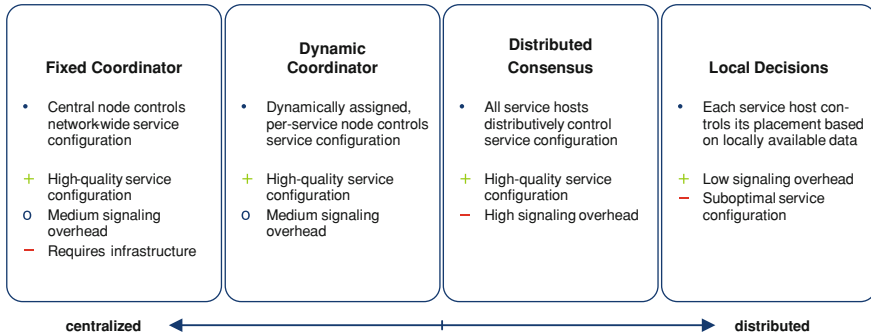 Fixed Coordinator
• Central node controls
network-wide service
configuration
+ High-quality service
configuration
o Medium signaling
overhead
− Requires infrastructure
Dynamic
Coordinator
• Dynamically assigned,
per-service node controls
service configuration
+ High-quality service
configuration
o Medium signaling
overhead
Distributed
Consensus
• All service hosts
distributively control
service configuration
+ High-quality service
configuration
− High signaling overhead
Local Decisions
• Each service host con-
trols its placement based
on locally available data
+ Low signaling overhead
− Suboptimal service
configuration
centralized
distributed